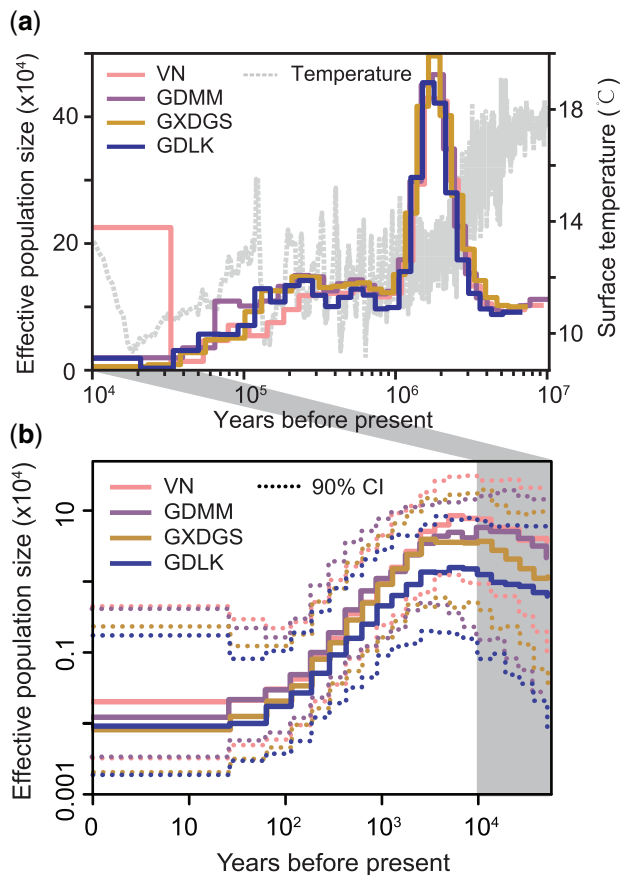 (a)
VN
GDMM
GXDGS
GDLK
Temperature
Effective population size (x10⁴)
40
20
0
Surface temperature (℃)
18
14
10
10⁴
10⁵
10⁶
10⁷
Years before present
(b)
VN
GDMM
GXDGS
GDLK
90% CI
Effective population size (x10⁴)
10
0.1
0.001
0
10
10²
10³
10⁴
Years before present